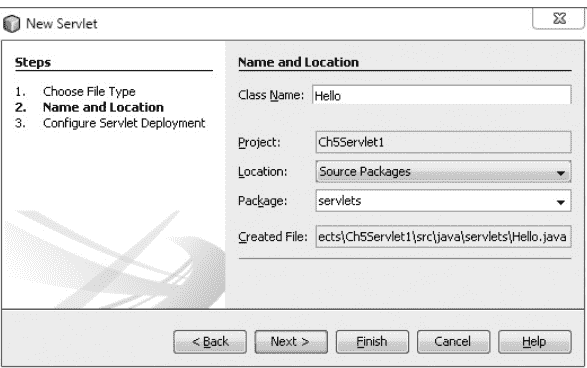 New Servlet
Steps
1. Choose File Type
2. Name and Location
3. Configure Servlet Deployment
Name and Location
Class Name: Hello
Project: Ch5Servlet1
Location: Source Packages
Package: servlets
Created File: ects\Ch5Servlet1\src\java\servlets\Hello.java
< Back Next > Finish Cancel Help